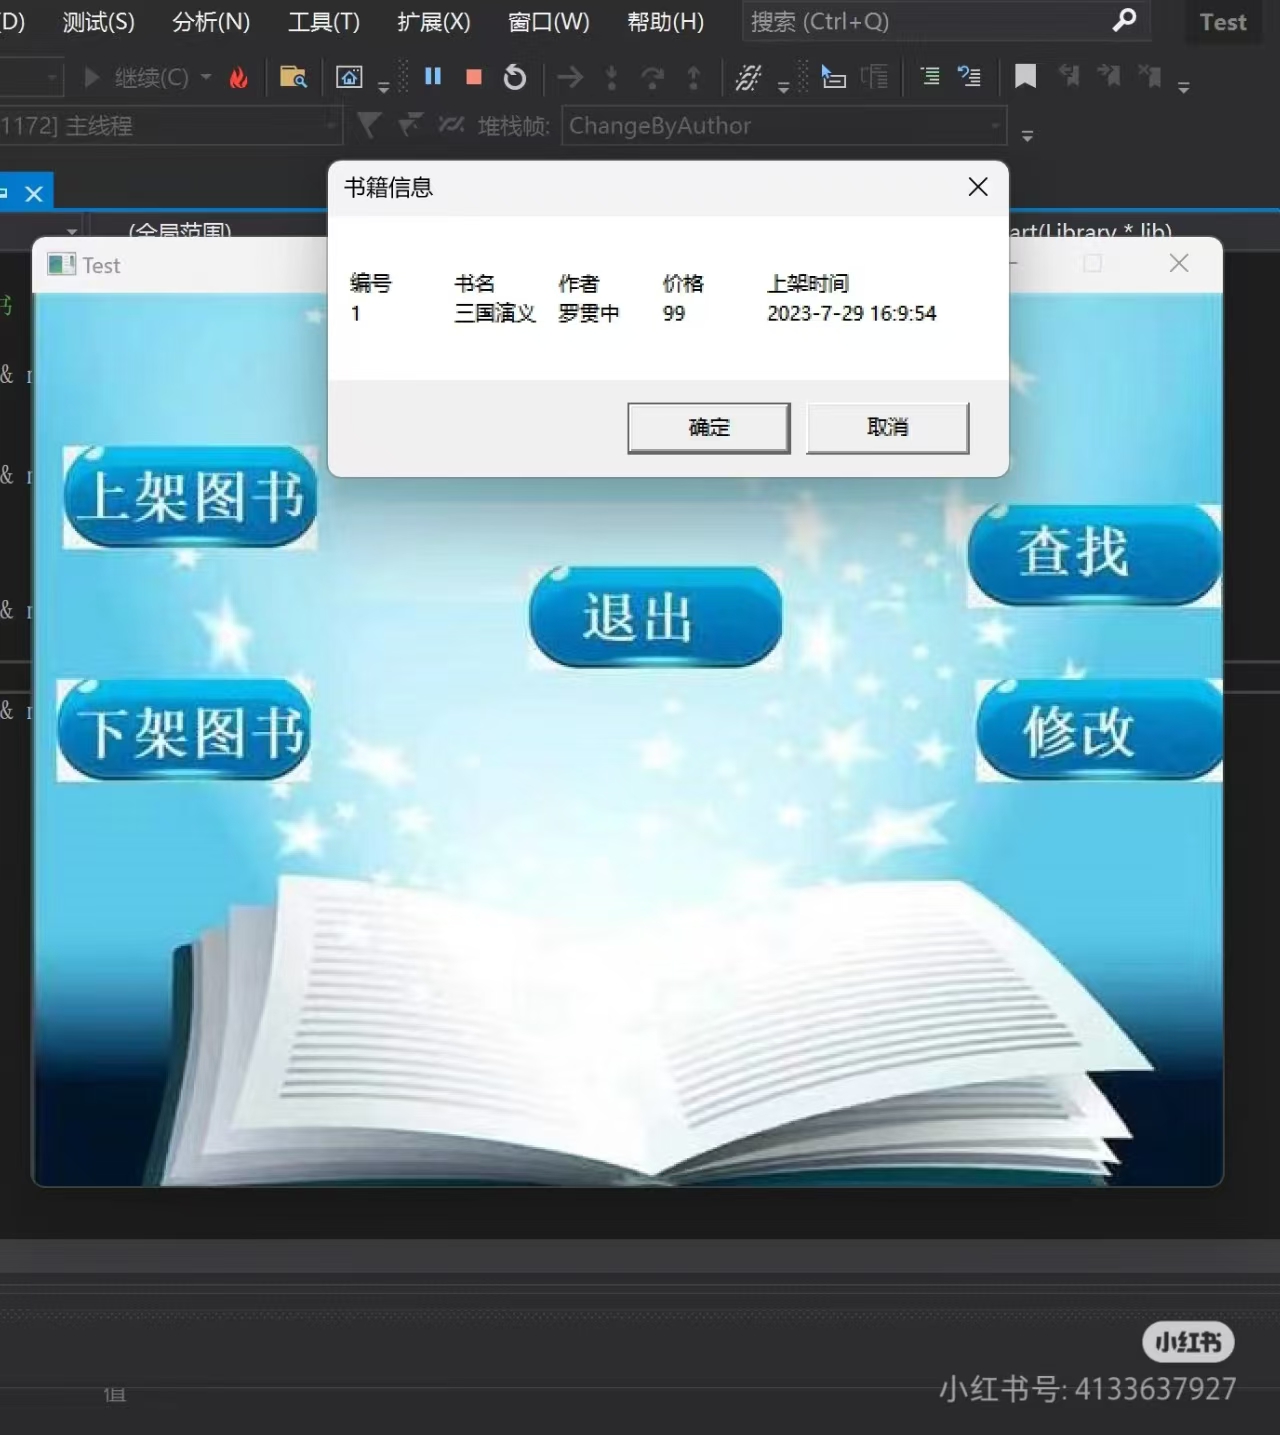 (D) 测试(S) 分析(N) 工具(T) 扩展(X) 窗口(W) 帮助(H) 搜索 (Ctrl+Q) Test
继续(C)
1172] 主线程 堆栈帧: ChangeByAuthor
书籍信息
(全局范围) art(Library * lib)
Test
编号 书名 作者 价格 上架时间
1 三国演义 罗贯中 99 2023-7-29 16:9:54
书
&
确定 取消
&
上架图书
查找
退出
&
下架图书
修改
&
小红书
小红书号: 4133637927
值